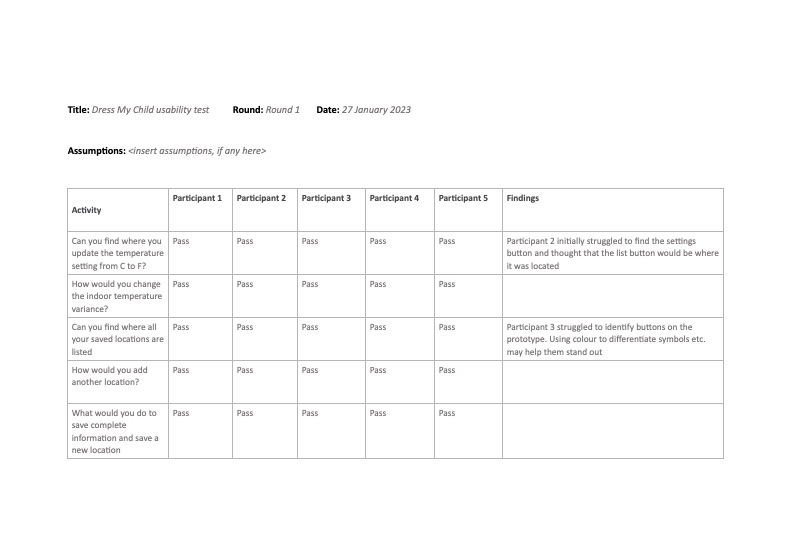 Title: Dress My Child usability test Round: Round 1 Date: 27 January 2023
Assumptions: <insert assumptions, if any here>
Activity Participant 1 Participant 2 Participant 3 Participant 4 Participant 5 Findings
Can you find where you Pass Pass Pass Pass Pass Participant 2 initially struggled to find the settings
update the temperature button and thought that the list button would be where
setting from C to F? it was located
How would you change Pass Pass Pass Pass Pass
the indoor temperature
variance?
Can you find where all Pass Pass Pass Pass Pass Participant 3 struggled to identify buttons on the
your saved locations are prototype. Using colour to differentiate symbols etc.
listed may help them stand out
How would you add Pass Pass Pass Pass Pass
another location?
What would you do to Pass Pass Pass Pass Pass
save complete
information and save a
new location